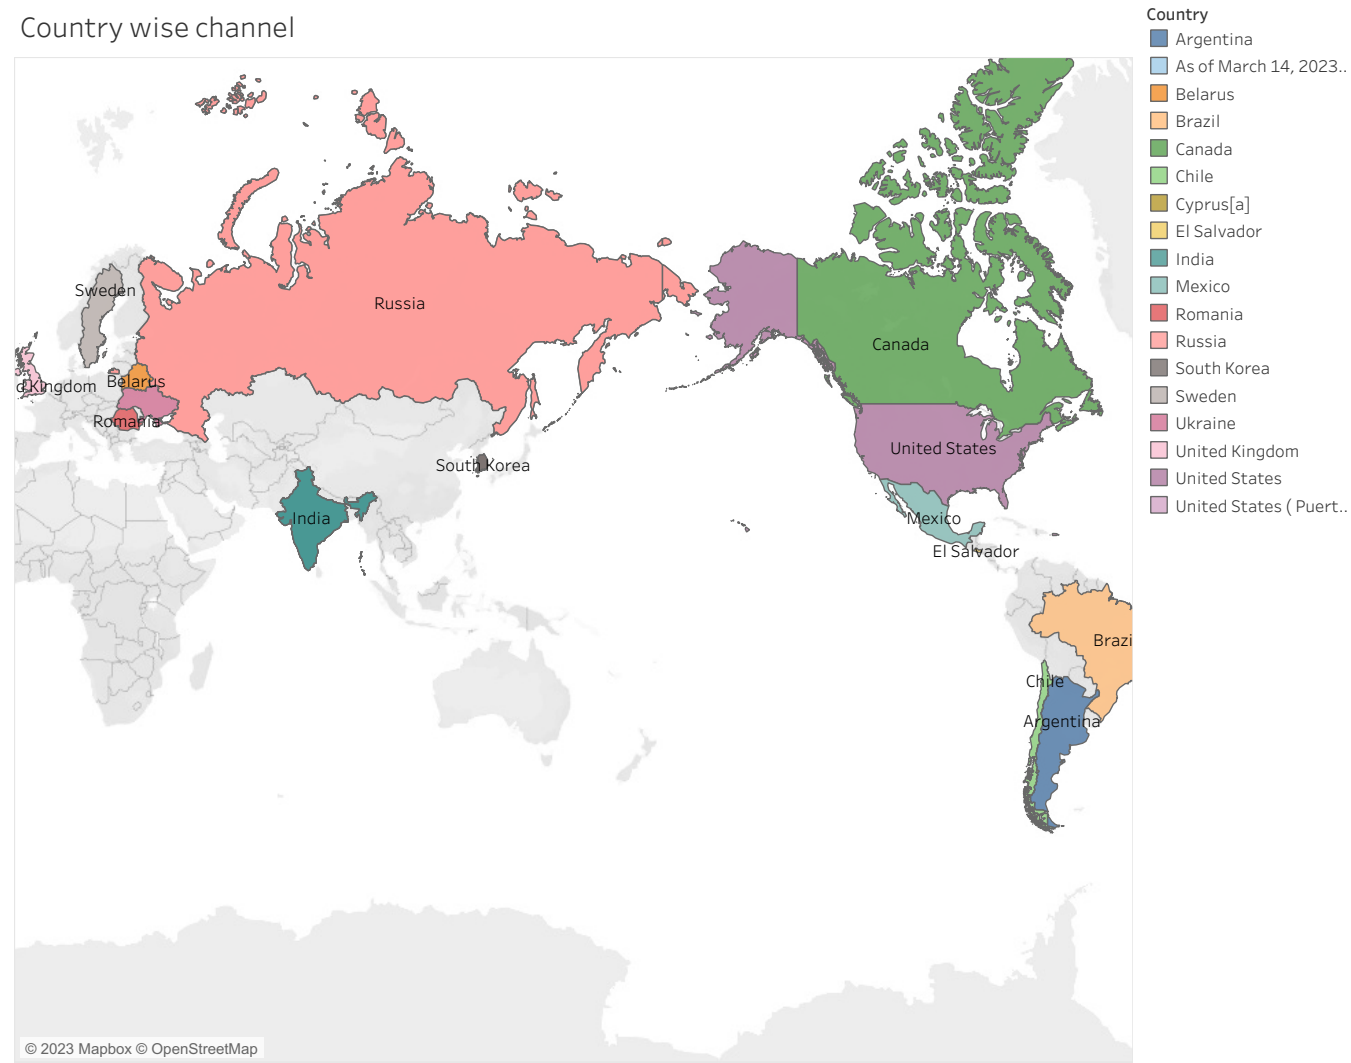 Country wise channel
Country
Argentina
As of March 14, 2023..
Belarus
Brazil
Canada
Chile
Cyprus[a]
El Salvador
India
Mexico
Romania
Russia
South Korea
Sweden
Ukraine
United Kingdom
United States
United States ( Puert..
Sweden
Russia
Canada
d Kingdom
Belarus
Romania
United States
South Korea
India
Mexico
El Salvador
Brazi
Chile
Argentina
© 2023 Mapbox © OpenStreetMap